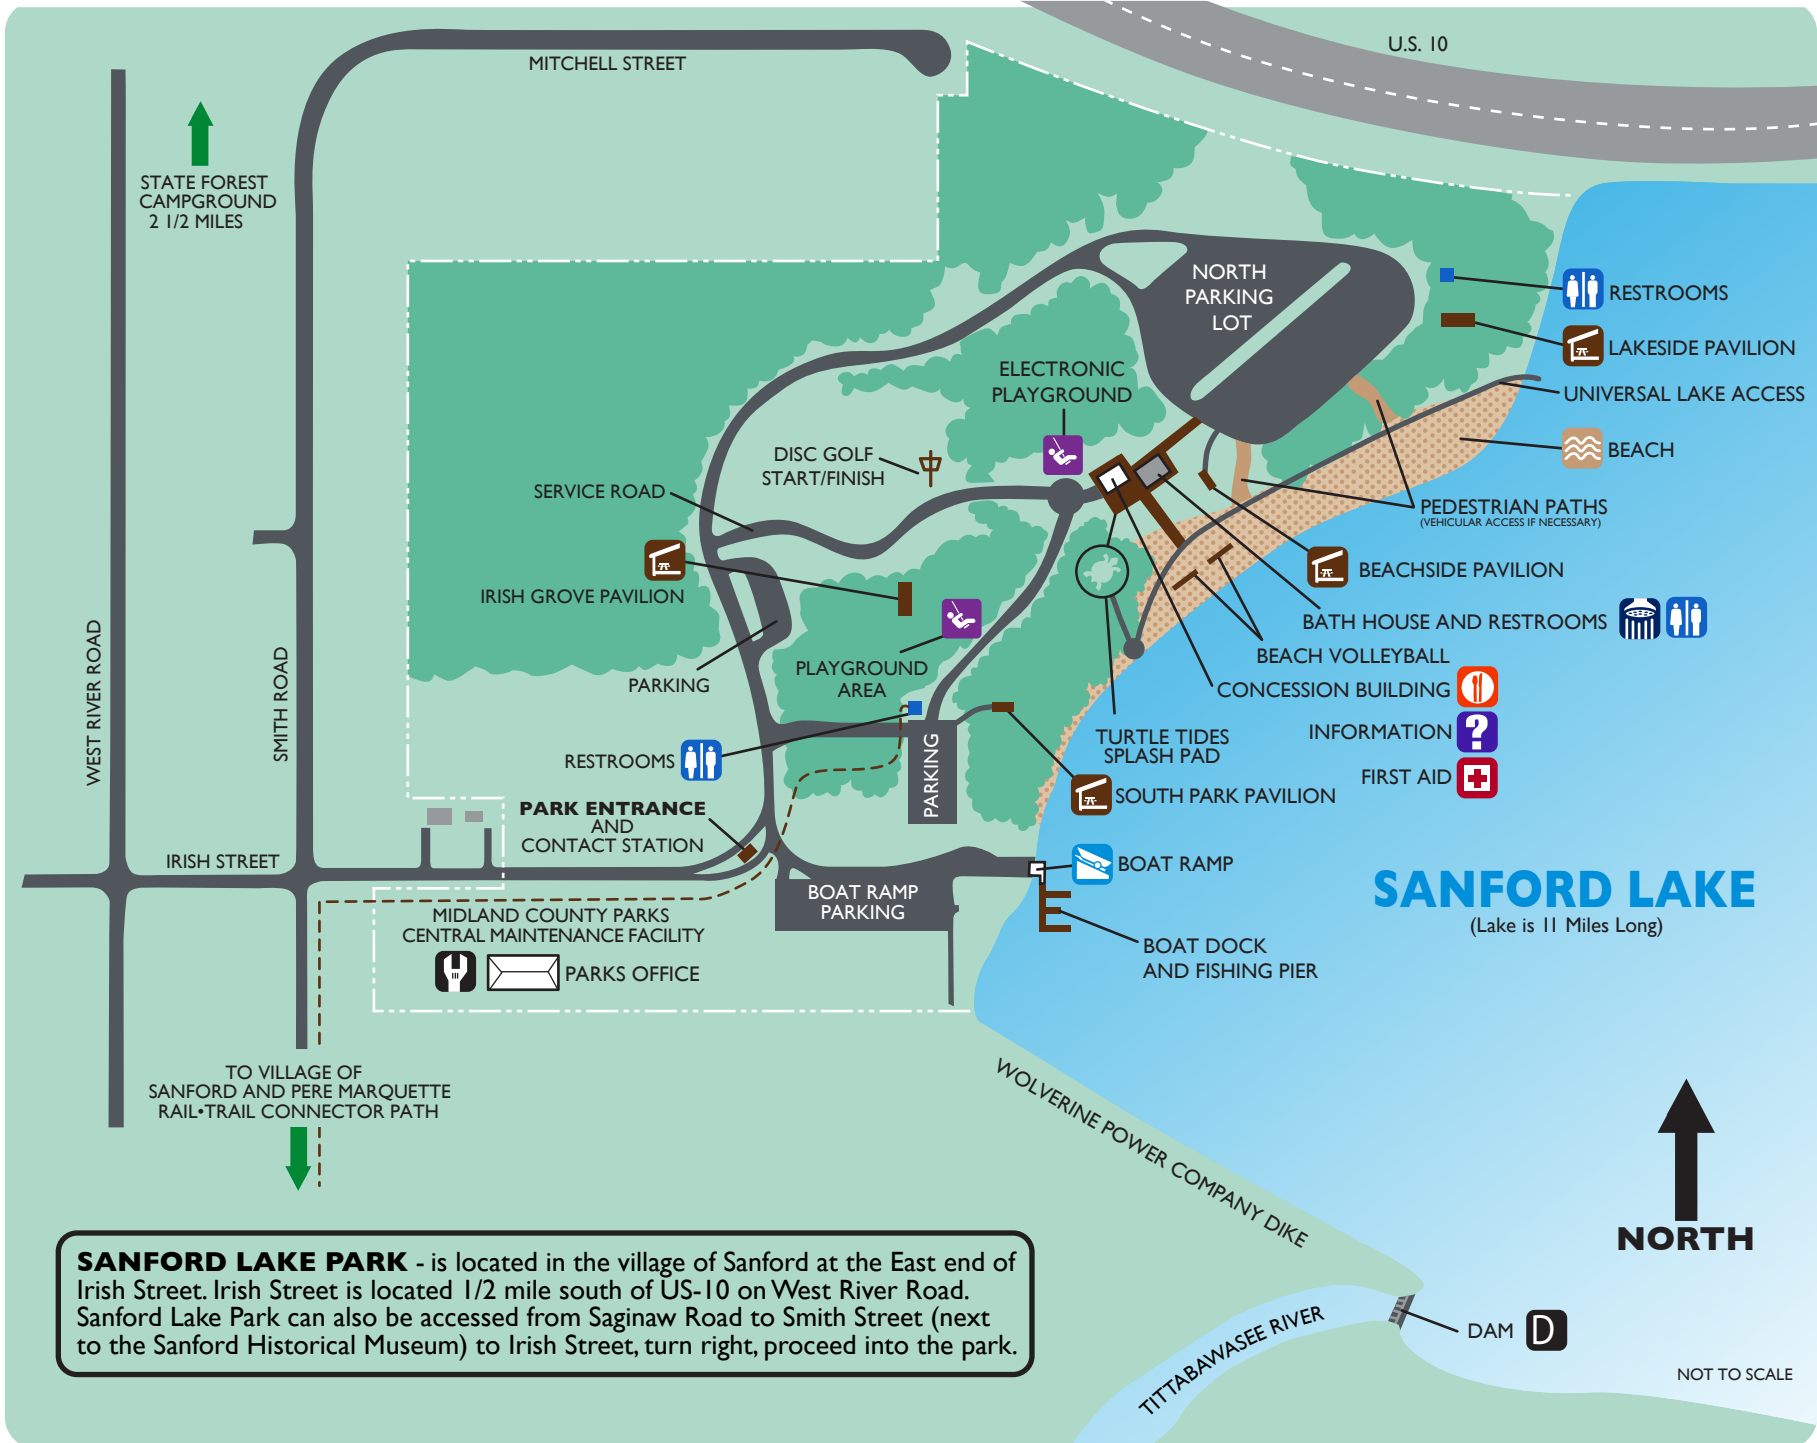 U.S. 10
MITCHELL STREET
STATE FOREST
CAMPGROUND
2 1/2 MILES
NORTH
PARKING
LOT
RESTROOMS
LAKESIDE PAVILION
UNIVERSAL LAKE ACCESS
BEACH
ELECTRONIC
PLAYGROUND
DISC GOLF
START/FINISH
SERVICE ROAD
PEDESTRIAN PATHS
(VEHICULAR ACCESS IF NECESSARY)
BEACHSIDE PAVILION
IRISH GROVE PAVILION
BATH HOUSE AND RESTROOMS
BEACH VOLLEYBALL
PLAYGROUND
AREA
PARKING
CONCESSION BUILDING
INFORMATION
?
FIRST AID
TURTLE TIDES
SPLASH PAD
WEST RIVER ROAD
SMITH ROAD
RESTROOMS
PARKING
SOUTH PARK PAVILION
PARK ENTRANCE
AND
CONTACT STATION
IRISH STREET
BOAT RAMP
BOAT RAMP
PARKING
SANFORD LAKE
(Lake is 11 Miles Long)
MIDLAND COUNTY PARKS
CENTRAL MAINTENANCE FACILITY
PARKS OFFICE
BOAT DOCK
AND FISHING PIER
TO VILLAGE OF
SANFORD AND PERE MARQUETTE
RAIL•TRAIL CONNECTOR PATH
WOLVERINE POWER COMPANY DIKE
NORTH
SANFORD LAKE PARK - is located in the village of Sanford at the East end of
Irish Street. Irish Street is located 1/2 mile south of US-10 on West River Road.
Sanford Lake Park can also be accessed from Saginaw Road to Smith Street (next
to the Sanford Historical Museum) to Irish Street, turn right, proceed into the park.
TITTABAWASEE RIVER
DAM D
NOT TO SCALE